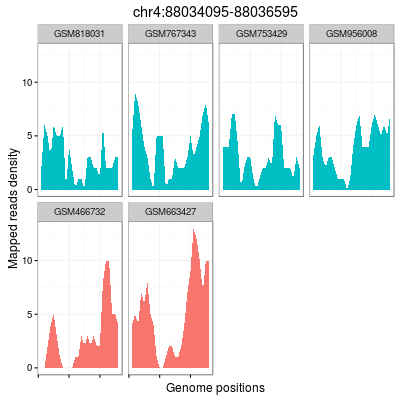 chr4:88034095-88036595
GSM818031 GSM767343 GSM753429 GSM956008
10
5
0
GSM466732 GSM663427
10
5
0
Mapped reads density
Genome positions